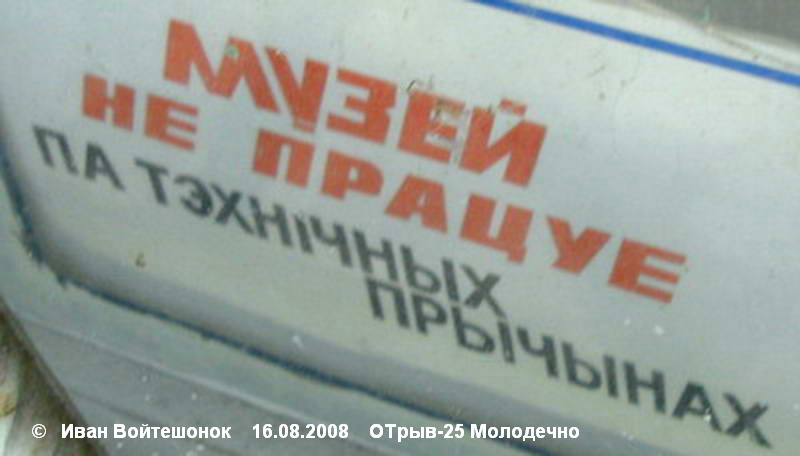 МУЗЕЙ
НЕ ПРАЦУЕ
ПА ТЭХНІЧНЫХ
ПРЫЧЫНАХ
© Иван Войтешонок 16.08.2008 ОТрыв-25 Молодечно